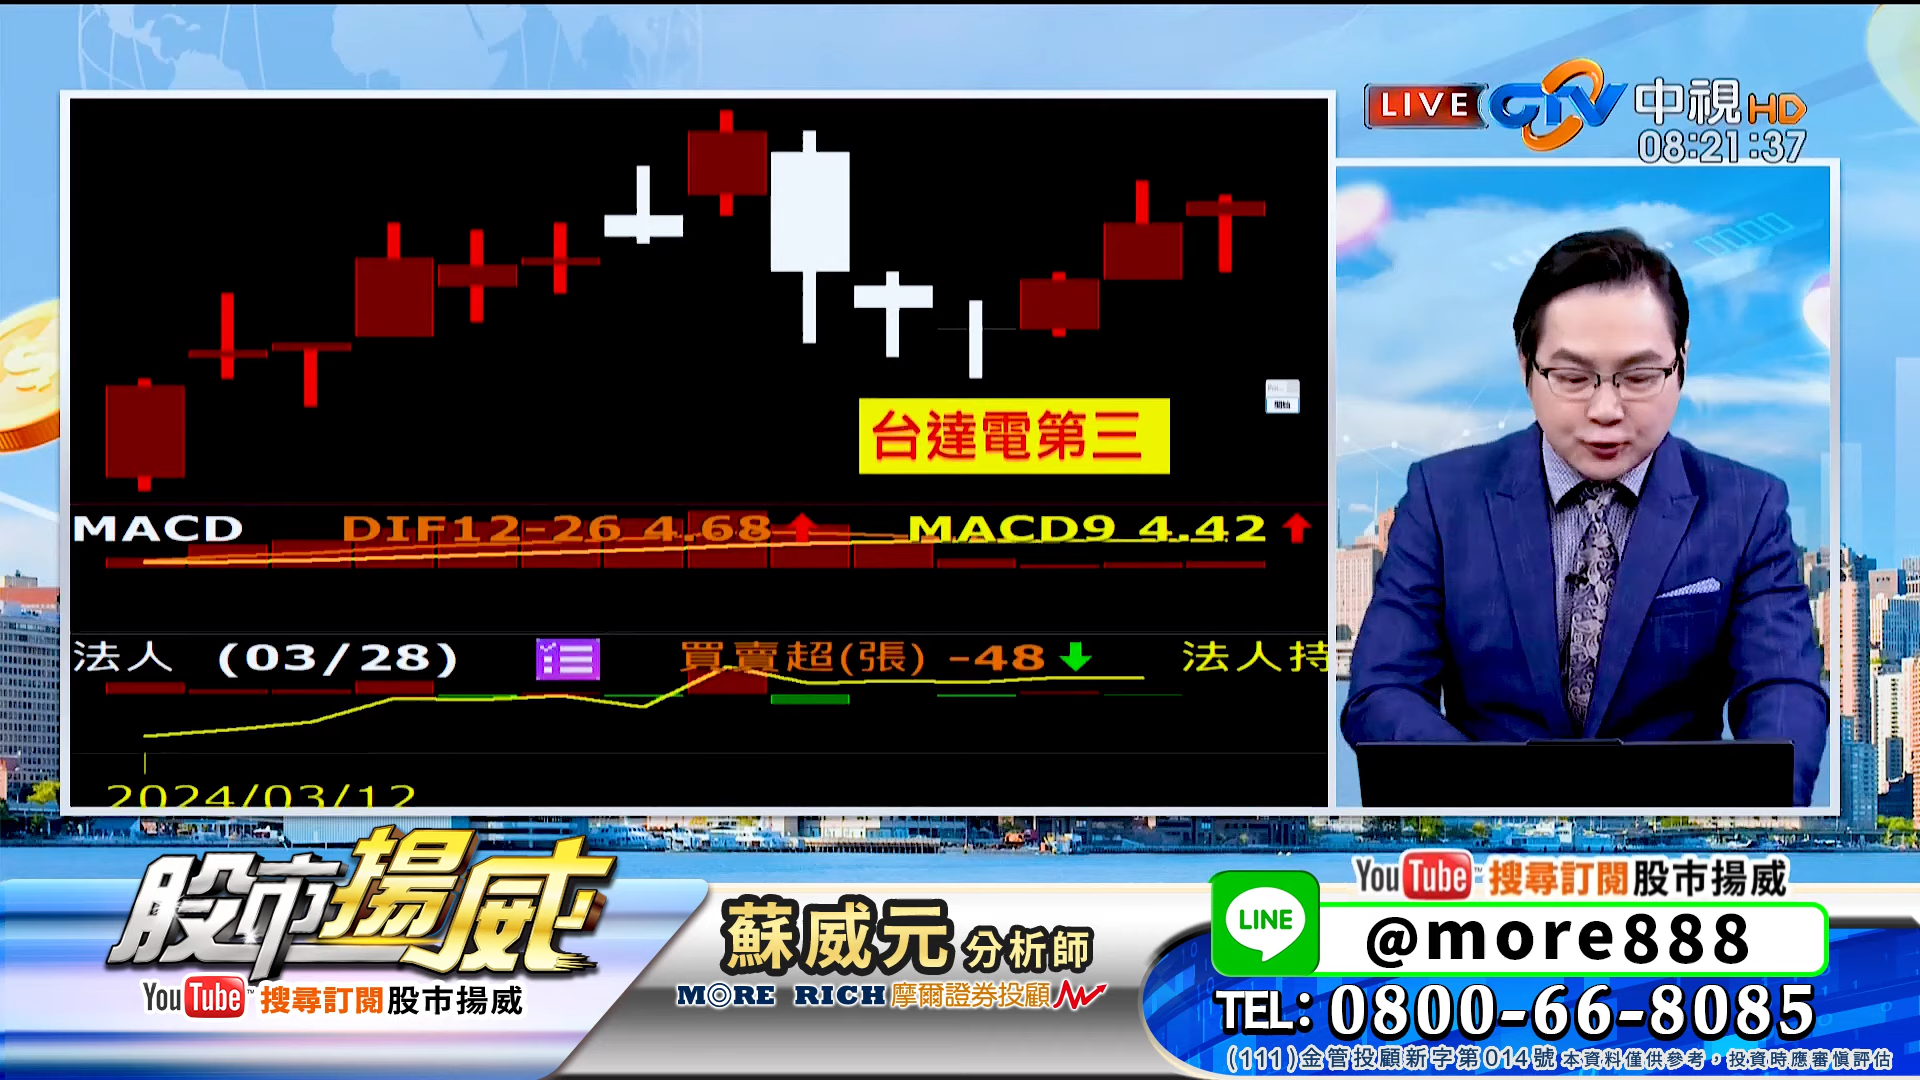 LIVE CTV 中視 HD
08:21:37
開始
台達電第三
MACD DIF12-26 4.68 MACD9 4.42
法人 (03/28) 買賣超(張) -48 法人持
2024/03/12
股市揚威
YouTube 搜尋訂閱股市揚威
蘇威元 分析師
MORE RICH 摩爾證券投顧
YouTube 搜尋訂閱 股市揚威
LINE @more888
TEL: 0800-66-8085
(111)金管投顧新字第014號 本資料僅供參考，投資時應審慎評估